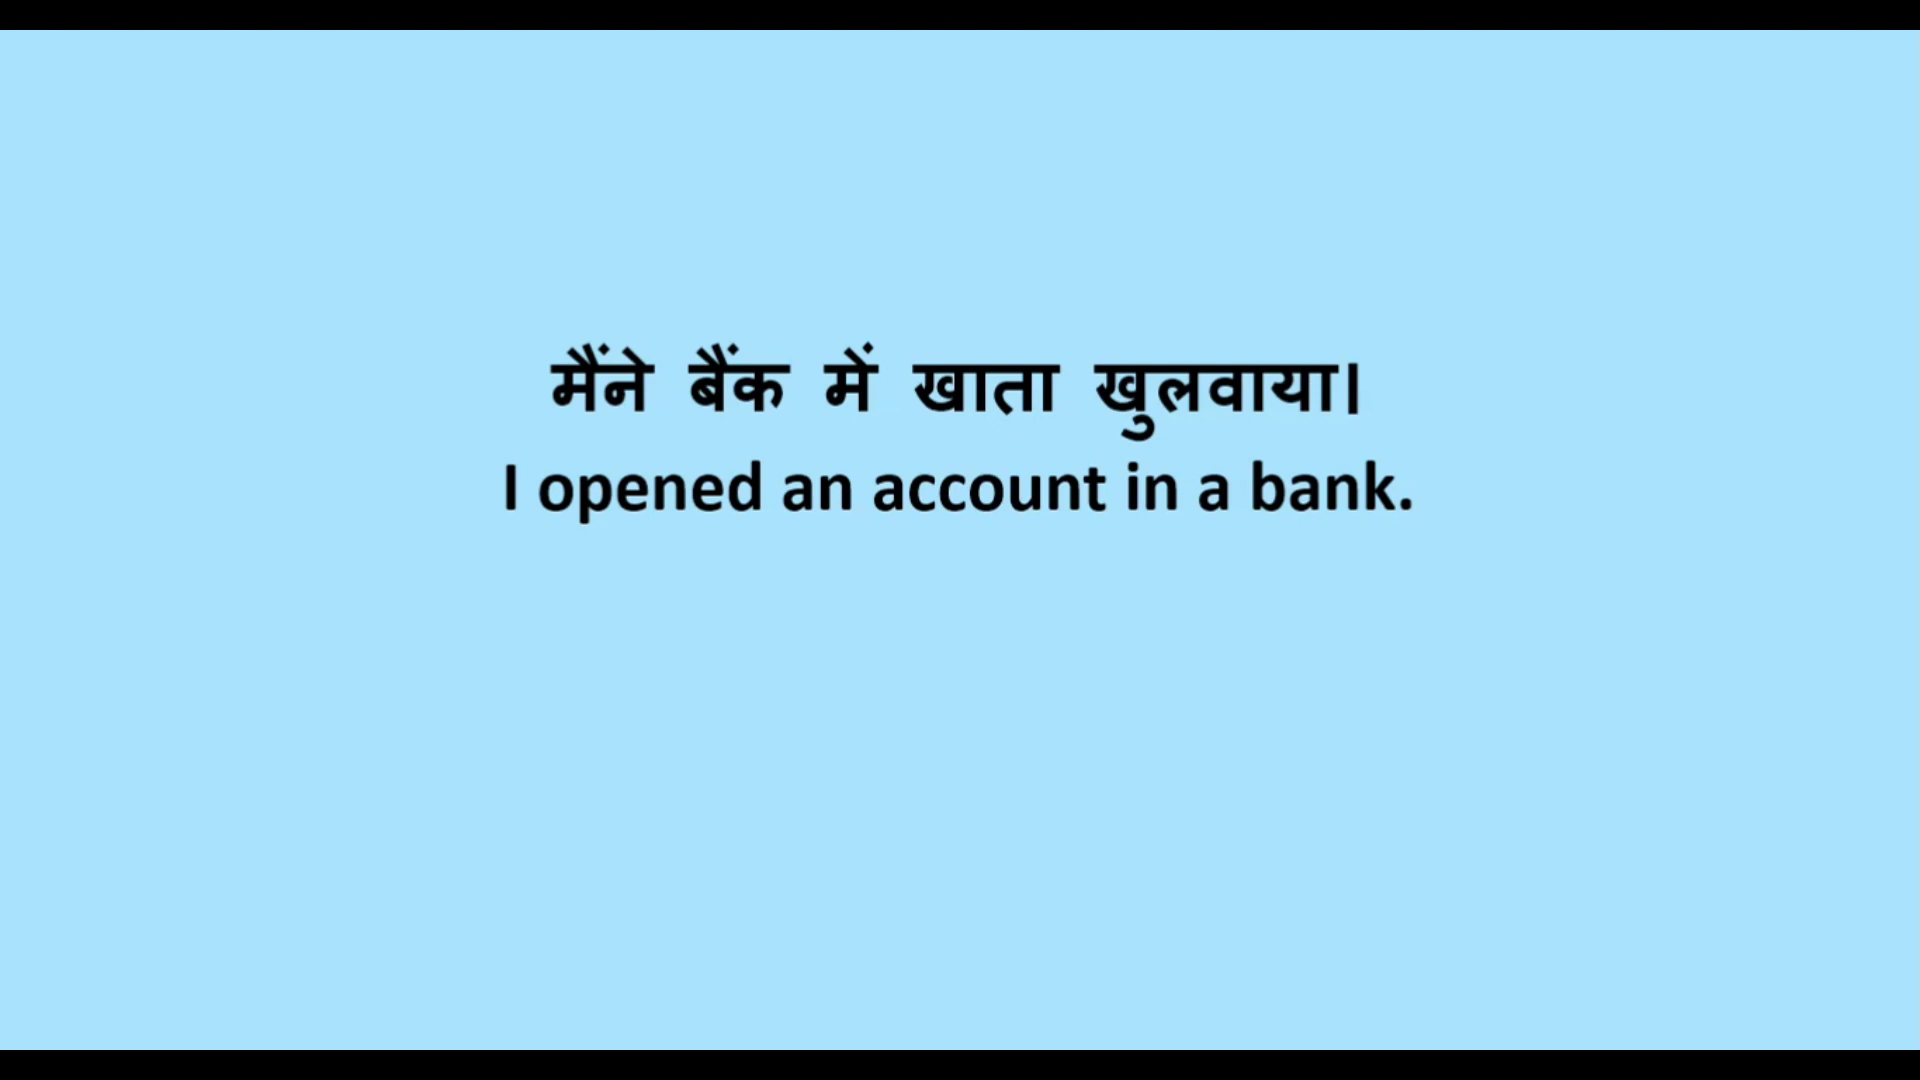 मैंने बैंक में खाता खुलवाया।
I opened an account in a bank.